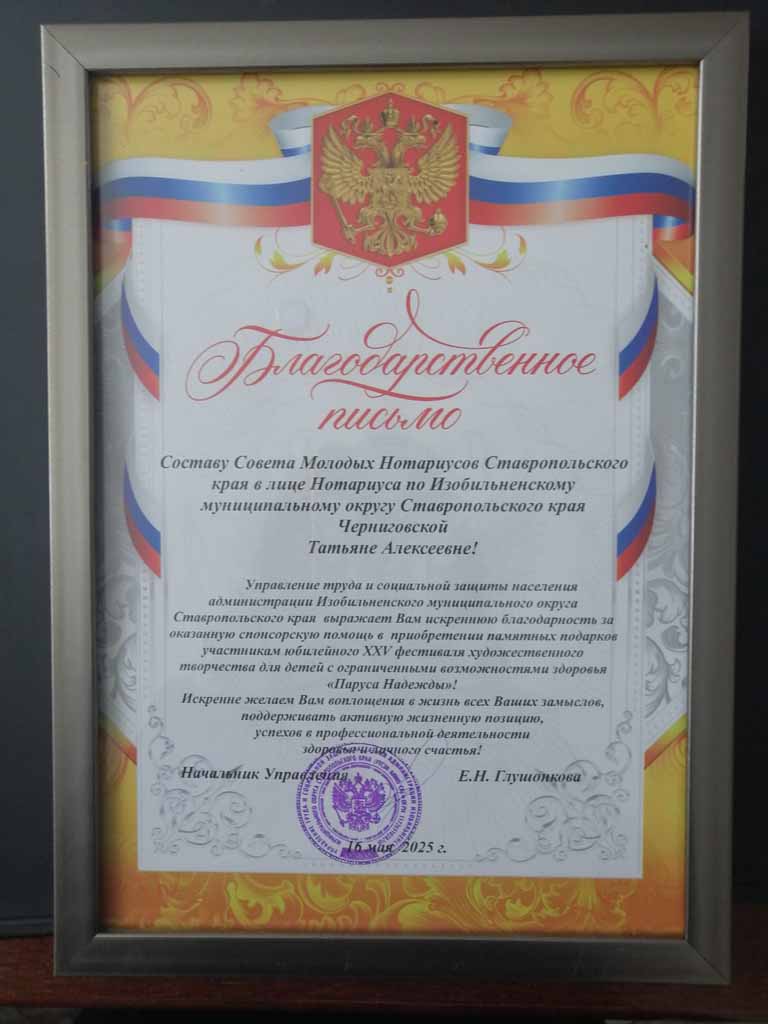 Благодарственное
письмо
Составу Совета Молодых Нотариусов Ставропольского
края в лице Нотариуса по Изобильненскому
муниципальному округу Ставропольского края
Черниговской
Татьяне Алексеевне!
Управление труда и социальной защиты населения
администрации Изобильненского муниципального округа
Ставропольского края выражает Вам искреннюю благодарность за
оказанную спонсорскую помощь в приобретении памятных подарков
участникам юбилейного XXV фестиваля художественного
творчества для детей с ограниченными возможностями здоровья
«Паруса Надежды»!
Искренне желаем Вам воплощения в жизнь всех Ваших замыслов,
поддерживать активную жизненную позицию,
успехов в профессиональной деятельности
здоровья и личного счастья!
Начальник Управления Е.Н. Глушонкова
16 мая 2025 г.